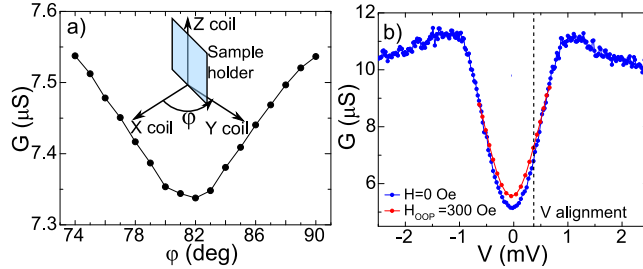 a)
Z coil
Sample
holder
X coil
φ
Y coil
7.6
7.5
7.4
7.3
G (μS)
74
78
82
86
90
φ (deg)
b)
10
8
6
G (μS)
H=0 Oe
H_OOP =300 Oe
V alignment
-2
-1
0
1
2
V (mV)